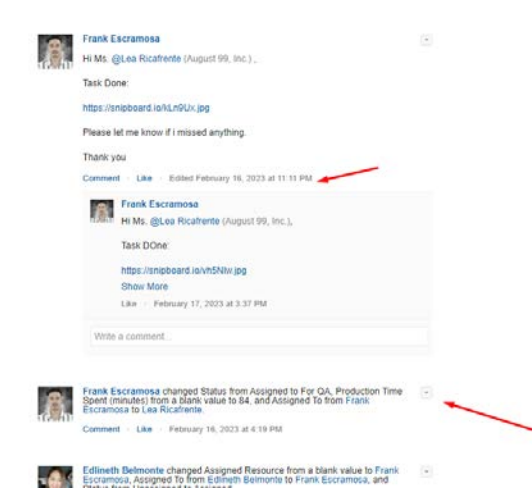 Frank Escramosa
Hi Ms. @Lea Ricafrente (August 99, Inc.) ,
Task Done:
https://snipboard.io/kLn9Ux.jpg
Please let me know if i missed anything.
Thank you
Comment · Like · Edited February 16, 2023 at 11:11 PM
Frank Escramosa
Hi Ms. @Lea Ricafrente (August 99, Inc.),
Task DOne:
https://snipboard.io/vh5NIw.jpg
Show More
Like · February 17, 2023 at 3:37 PM
Write a comment...
Frank Escramosa changed Status from Assigned to For QA, Production Time
Spent (minutes) from a blank value to 84, and Assigned To from Frank
Escramosa to Lea Ricafrente.
Comment · Like · February 16, 2023 at 4:19 PM
Edlineth Belmonte changed Assigned Resource from a blank value to Frank
Escramosa, Assigned To from Edlineth Belmonte to Frank Escramosa, and
Status from Unassigned to Assigned.